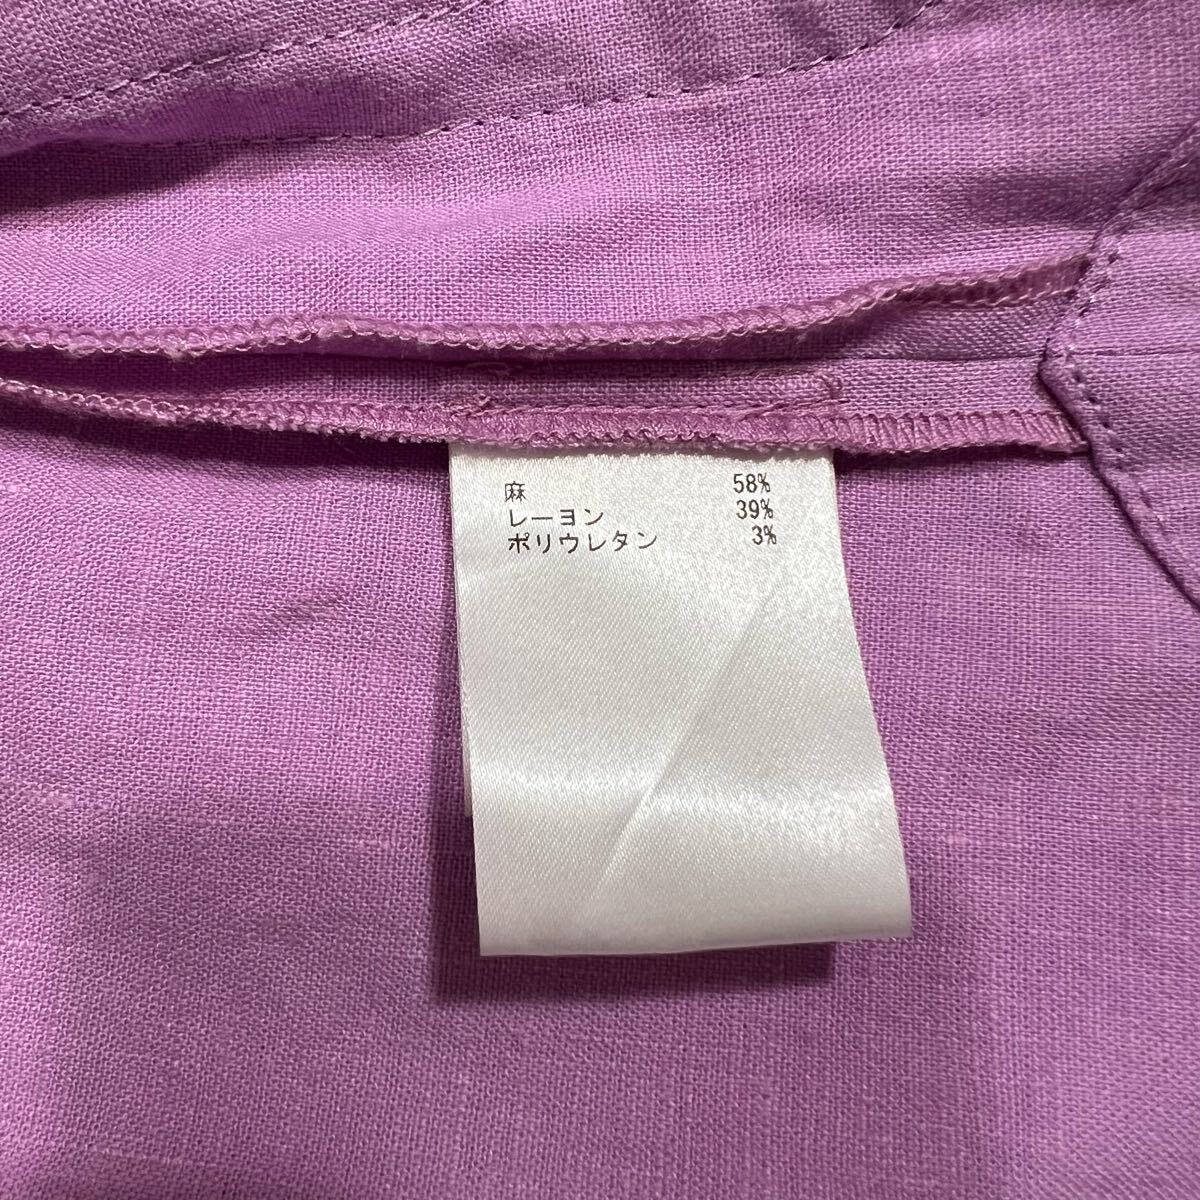 麻 58%
レーヨン 39%
ポリウレタン 3%